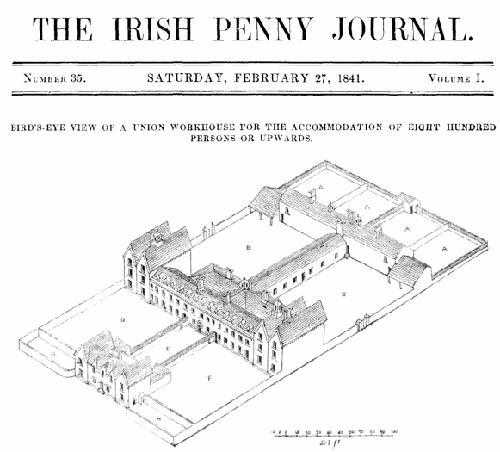 THE IRISH PENNY JOURNAL.
NUMBER 35. SATURDAY, FEBRUARY 27, 1841. VOLUME I.
BIRD'S-EYE VIEW OF A UNION WORKHOUSE FOR THE ACCOMMODATION OF EIGHT HUNDRED
PERSONS OR UPWARDS.
A
A
A
A
B